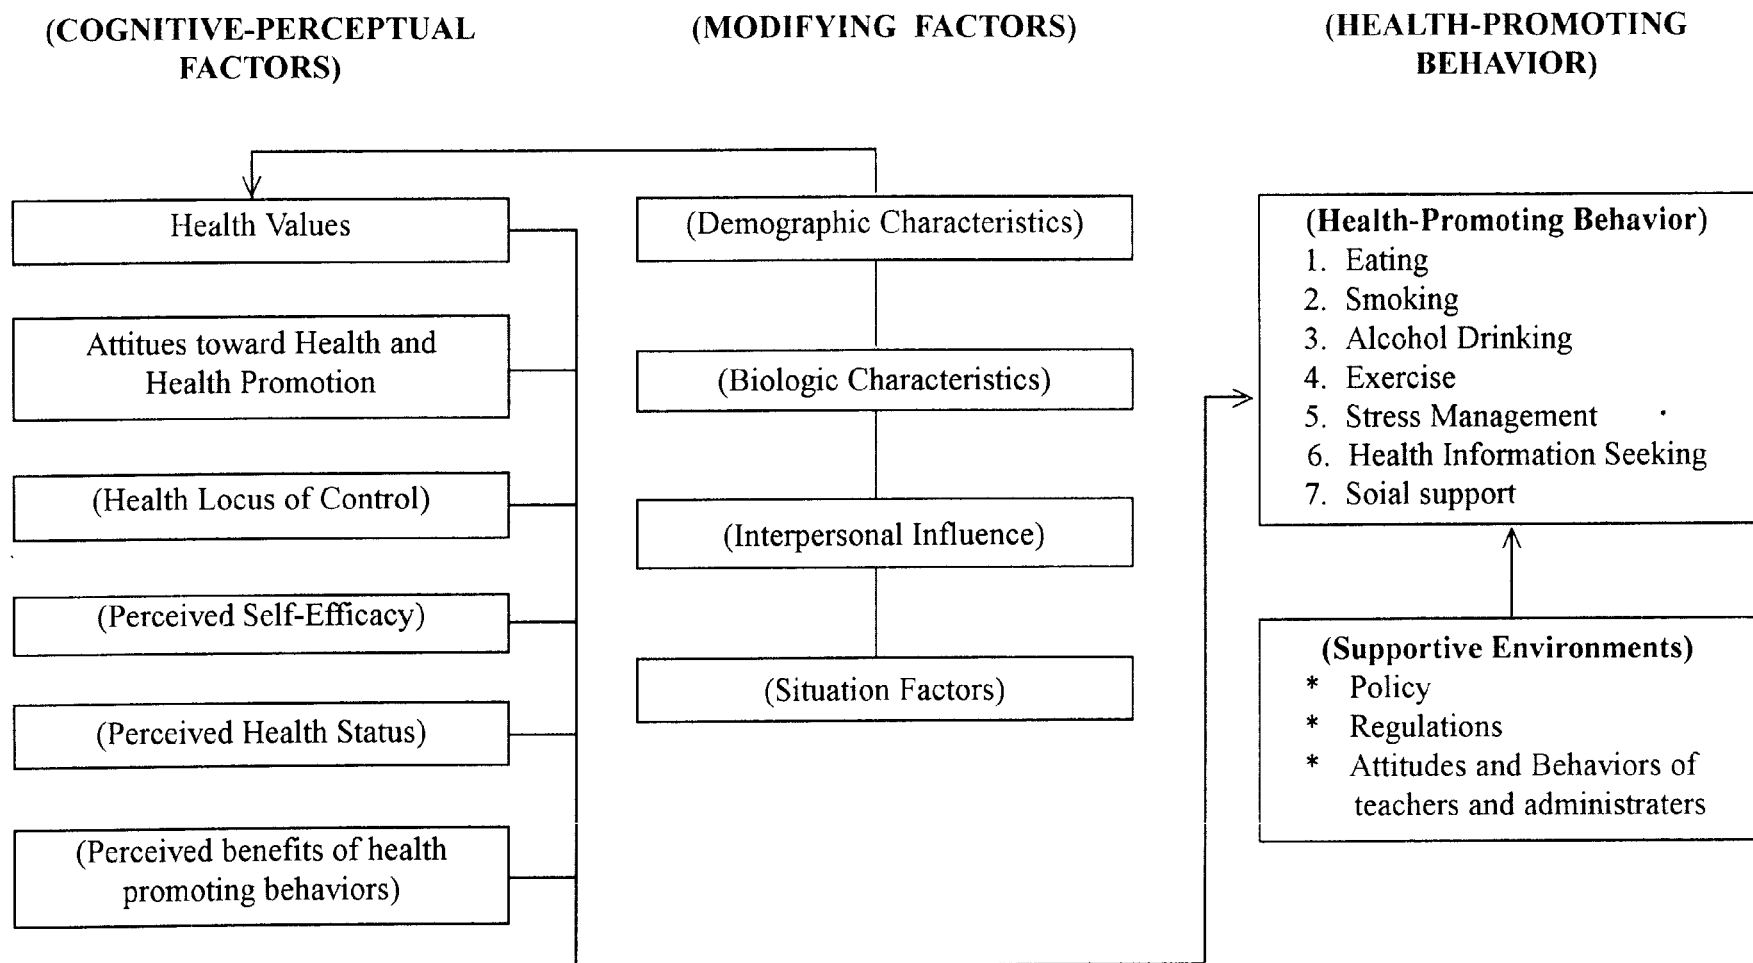 (COGNITIVE-PERCEPTUAL
FACTORS)
(MODIFYING FACTORS)
(HEALTH-PROMOTING
BEHAVIOR)
Health Values
Attitues toward Health and
Health Promotion
(Health Locus of Control)
(Perceived Self-Efficacy)
(Perceived Health Status)
(Perceived benefits of health
promoting behaviors)
(Demographic Characteristics)
(Biologic Characteristics)
(Interpersonal Influence)
(Situation Factors)
(Health-Promoting Behavior)
1. Eating
2. Smoking
3. Alcohol Drinking
4. Exercise
5. Stress Management
6. Health Information Seeking
7. Soial support
(Supportive Environments)
* Policy
* Regulations
* Attitudes and Behaviors of
teachers and administraters